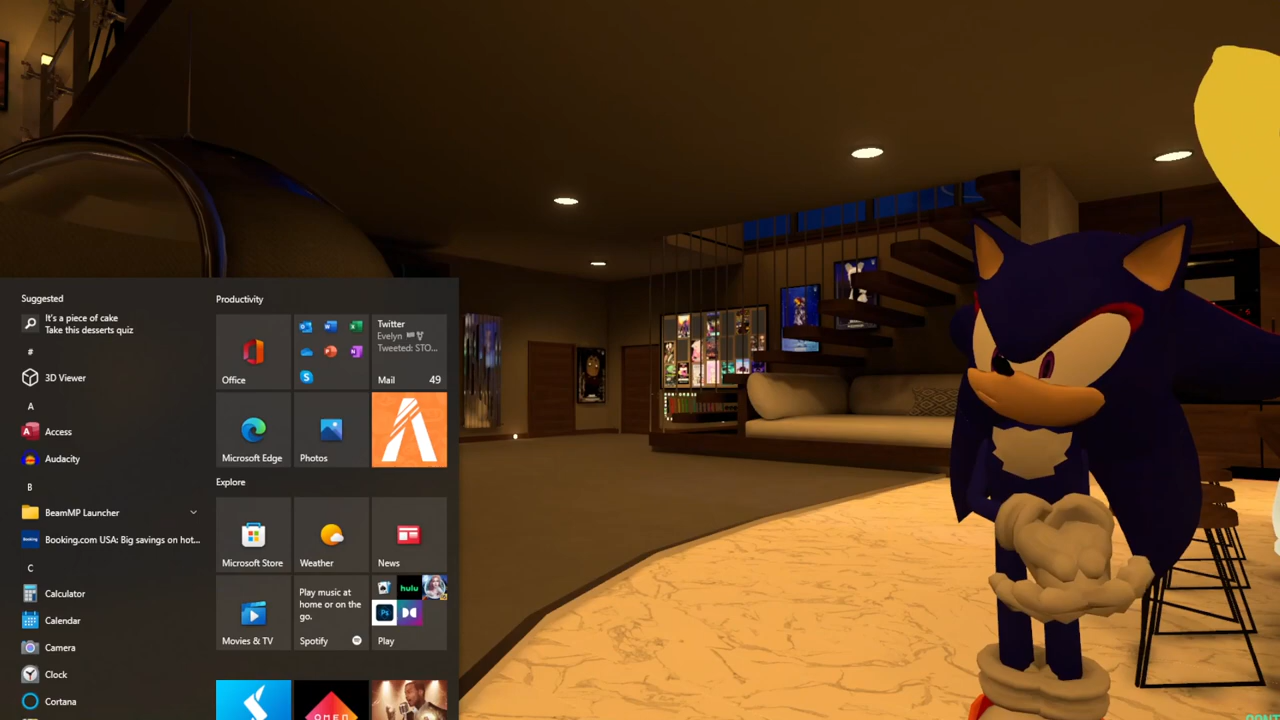 Suggested
It's a piece of cake
Take this desserts quiz
#
3D Viewer
A
Access
Audacity
B
BeamMP Launcher
Booking.com USA: Big savings on hot...
C
Calculator
Calendar
Camera
Clock
Cortana
Productivity
Office
Twitter
Evelyn
Tweeted: STO...
Mail 49
Microsoft Edge
Photos
Explore
Microsoft Store
Weather
News
Movies & TV
Play music at
home or on the
go.
Spotify
hulu
Ps
Play
OMEN